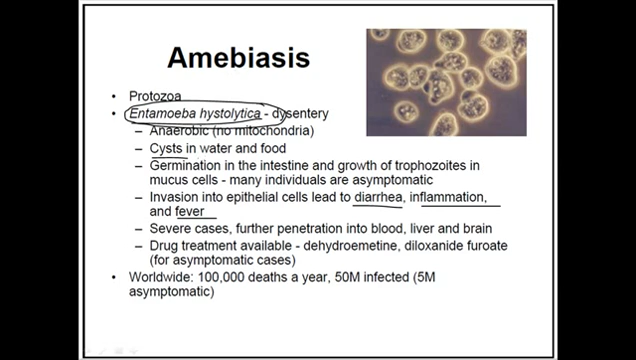 Amebiasis
• Protozoa
• Entamoeba hystolytica - dysentery
– Anaerobic (no mitochondria)
– Cysts in water and food
– Germination in the intestine and growth of trophozoites in
mucus cells - many individuals are asymptomatic
– Invasion into epithelial cells lead to diarrhea, inflammation,
and fever
– Severe cases, further penetration into blood, liver and brain
– Drug treatment available - dehydroemetine, diloxanide furoate
(for asymptomatic cases)
• Worldwide: 100,000 deaths a year, 50M infected (5M
asymptomatic)